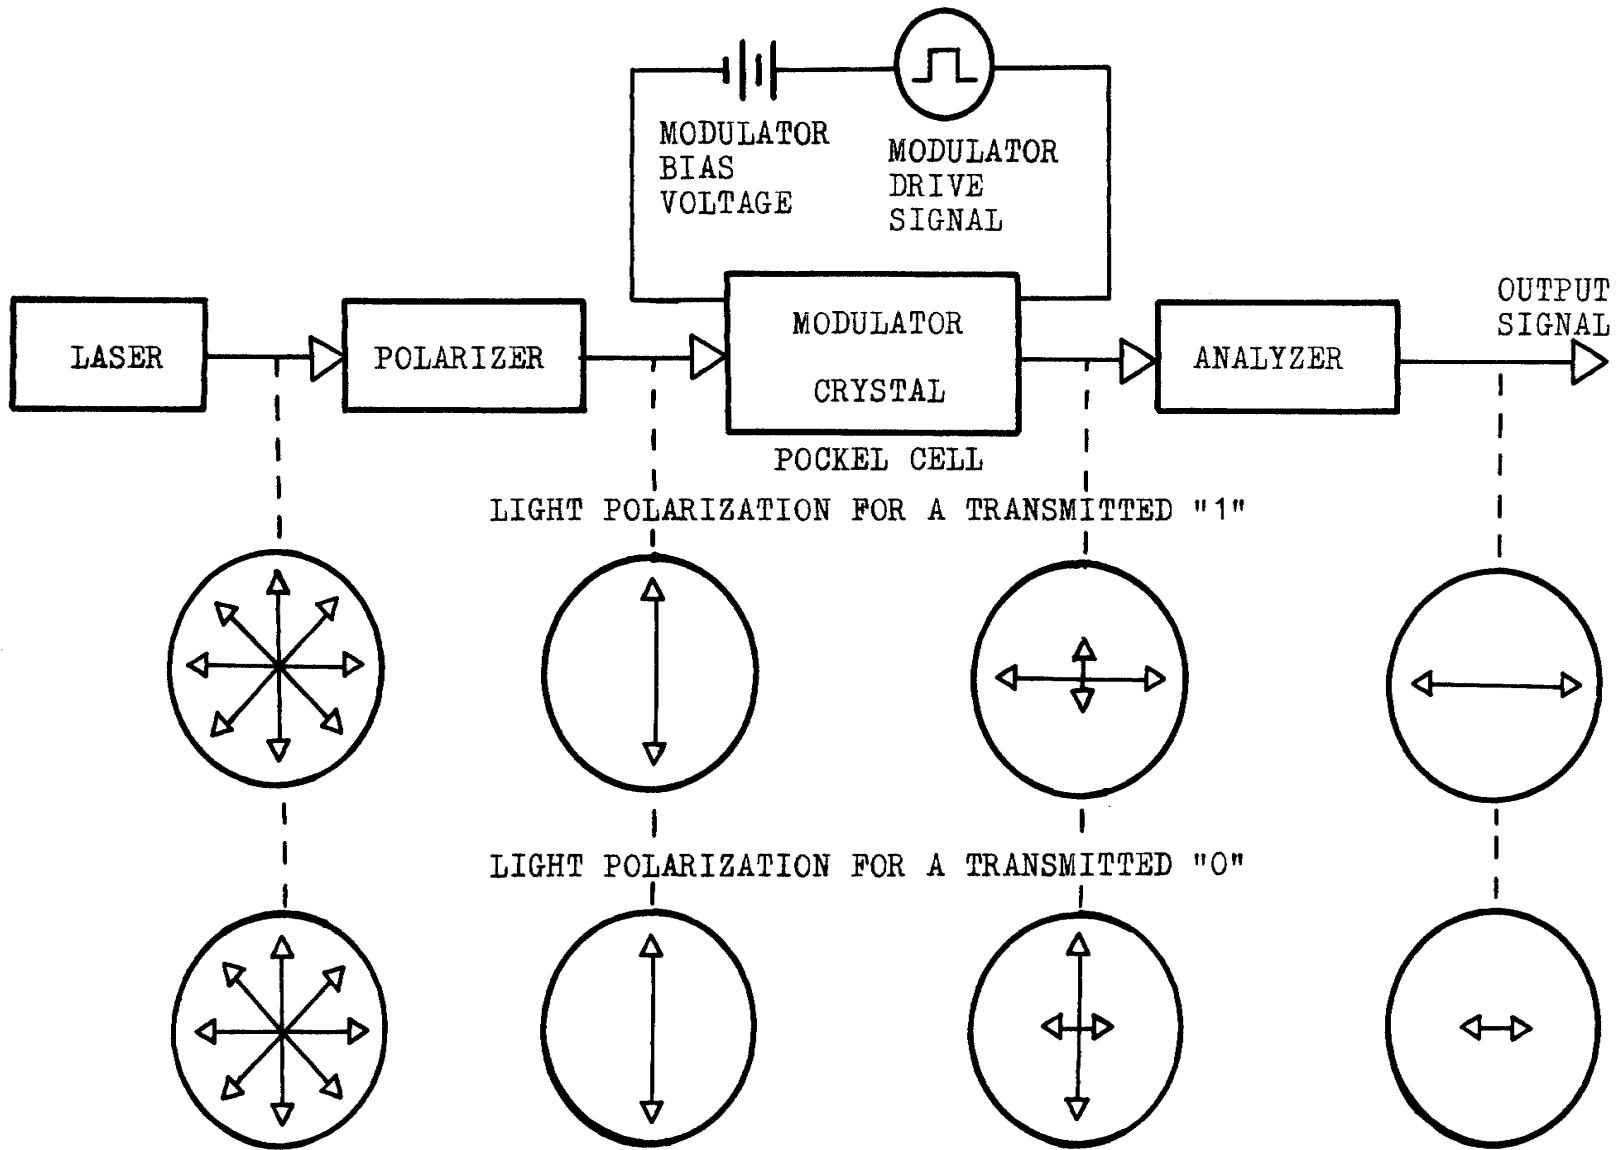 MODULATOR
BIAS
VOLTAGE
MODULATOR
DRIVE
SIGNAL
OUTPUT
SIGNAL
LASER
POLARIZER
MODULATOR
CRYSTAL
ANALYZER
POCKEL CELL
LIGHT POLARIZATION FOR A TRANSMITTED "1"
LIGHT POLARIZATION FOR A TRANSMITTED "0"